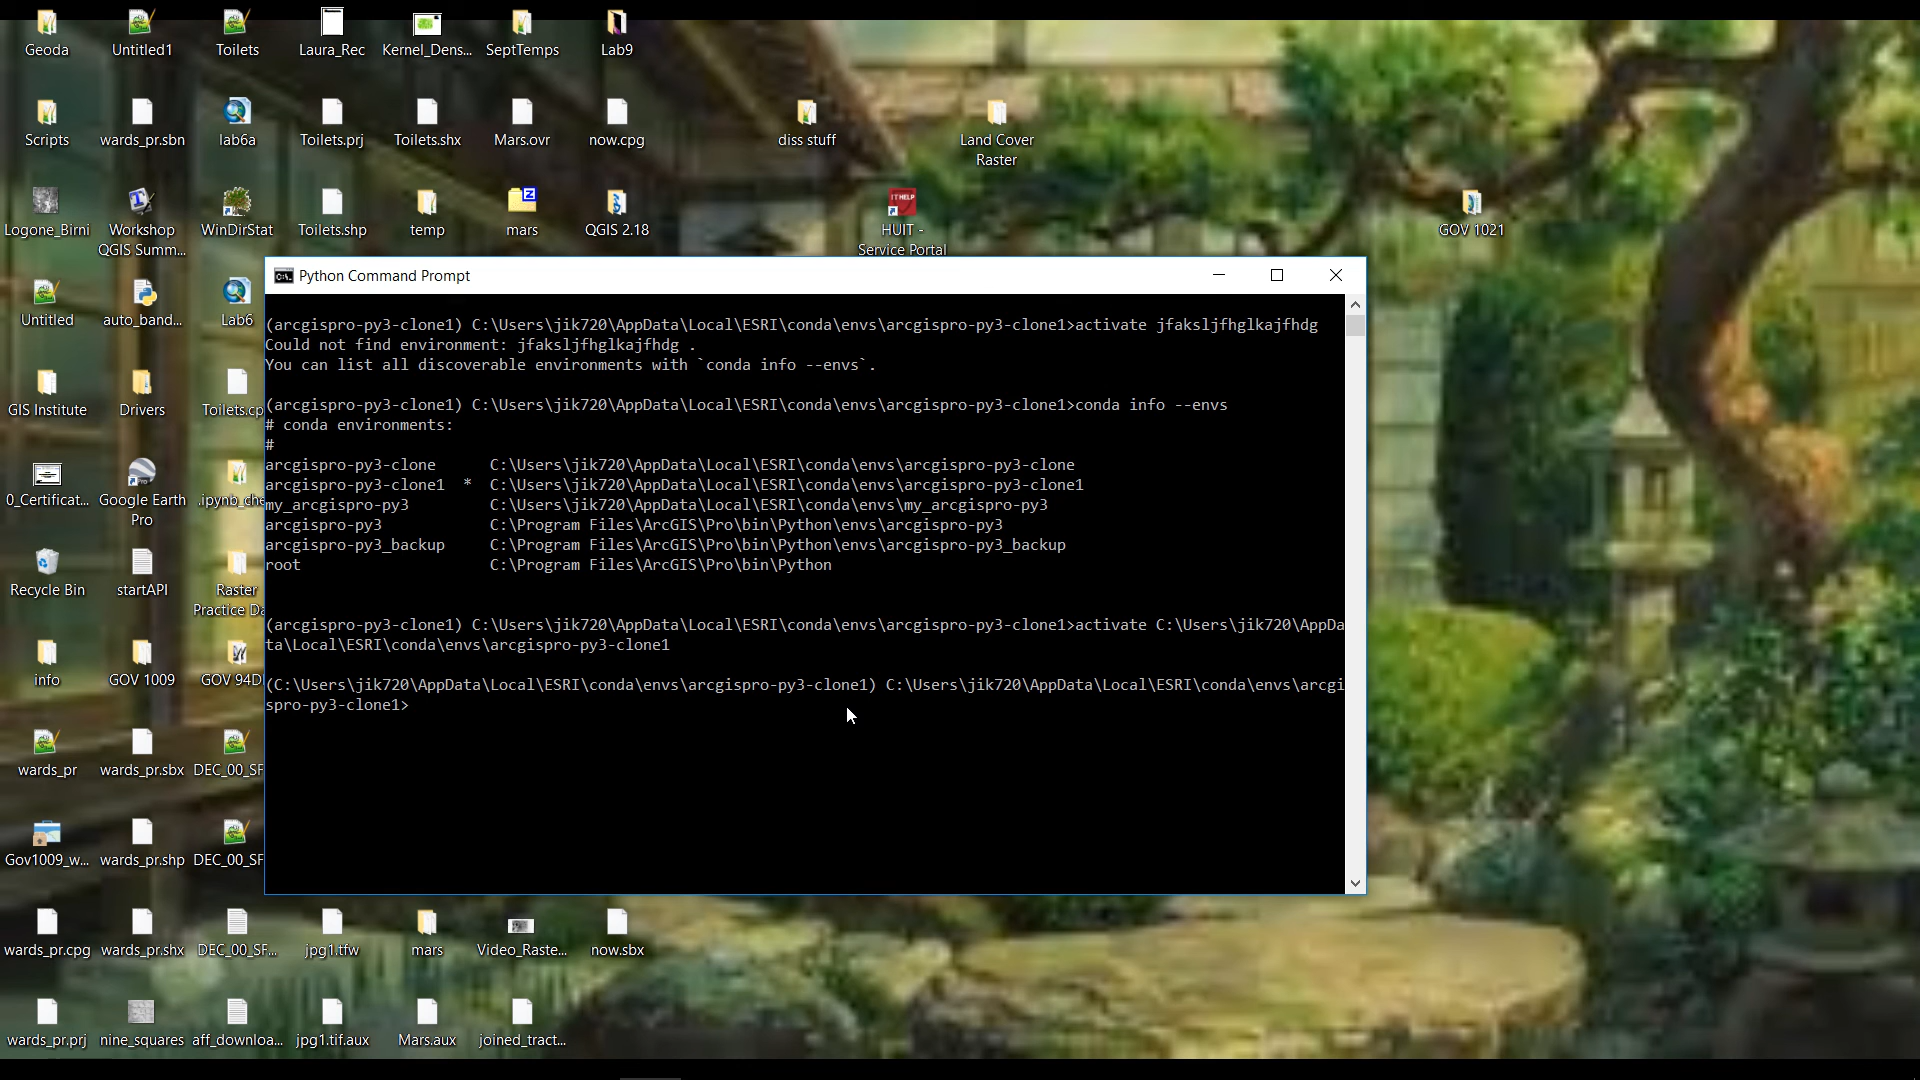 Geoda
Untitled1
Toilets
Laura_Rec
Kernel_Dens...
SeptTemps
Lab9
Scripts
wards_pr.sbn
lab6a
Toilets.prj
Toilets.shx
Mars.ovr
now.cpg
diss stuff
Land Cover
Raster
Logone_Birni
Workshop
QGIS Summ...
WinDirStat
Toilets.shp
temp
mars
QGIS 2.18
IT HELP
HUIT -
Service Portal
GOV 1021
Python Command Prompt
(arcgispro-py3-clone1) C:\Users\jik720\AppData\Local\ESRI\conda\envs\arcgispro-py3-clone1>activate jfaksljfhglkajfhdg
Could not find environment: jfaksljfhglkajfhdg .
You can list all discoverable environments with `conda info --envs`.
(arcgispro-py3-clone1) C:\Users\jik720\AppData\Local\ESRI\conda\envs\arcgispro-py3-clone1>conda info --envs
# conda environments:
#
arcgispro-py3-clone C:\Users\jik720\AppData\Local\ESRI\conda\envs\arcgispro-py3-clone
arcgispro-py3-clone1 * C:\Users\jik720\AppData\Local\ESRI\conda\envs\arcgispro-py3-clone1
my_arcgispro-py3 C:\Users\jik720\AppData\Local\ESRI\conda\envs\my_arcgispro-py3
arcgispro-py3 C:\Program Files\ArcGIS\Pro\bin\Python\envs\arcgispro-py3
arcgispro-py3_backup C:\Program Files\ArcGIS\Pro\bin\Python\envs\arcgispro-py3_backup
root C:\Program Files\ArcGIS\Pro\bin\Python
(arcgispro-py3-clone1) C:\Users\jik720\AppData\Local\ESRI\conda\envs\arcgispro-py3-clone1>activate C:\Users\jik720\AppDa
ta\Local\ESRI\conda\envs\arcgispro-py3-clone1
(C:\Users\jik720\AppData\Local\ESRI\conda\envs\arcgispro-py3-clone1) C:\Users\jik720\AppData\Local\ESRI\conda\envs\arcgi
spro-py3-clone1>
Untitled
auto_band...
Lab6
GIS Institute
Drivers
Toilets.cp
0_Certificat...
Google Earth
Pro
.ipynb_che
Recycle Bin
startAPI
Raster
Practice Da
info
GOV 1009
GOV 94D
wards_pr
wards_pr.sbx
DEC_00_SF
Gov1009_w...
wards_pr.shp
DEC_00_SF
wards_pr.cpg
wards_pr.shx
DEC_00_SF...
jpg1.tfw
mars
Video_Raste...
now.sbx
wards_pr.prj
nine_squares
aff_downloa...
jpg1.tif.aux
Mars.aux
joined_tract...